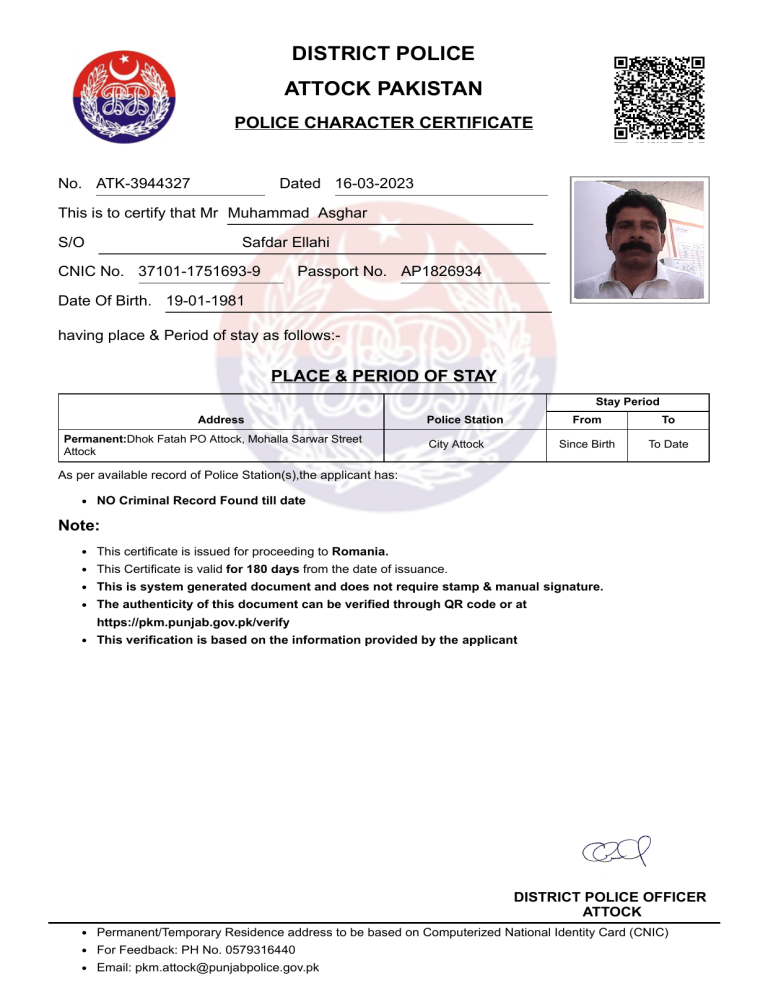 DISTRICT POLICE
ATTOCK PAKISTAN
POLICE CHARACTER CERTIFICATE
No. ATK-3944327 Dated 16-03-2023
This is to certify that Mr Muhammad Asghar
S/O Safdar Ellahi
CNIC No. 37101-1751693-9 Passport No. AP1826934
Date Of Birth. 19-01-1981
having place & Period of stay as follows:-
PLACE & PERIOD OF STAY
Stay Period
Address Police Station From To
Permanent:Dhok Fatah PO Attock, Mohalla Sarwar Street
Attock
City Attock Since Birth To Date
As per available record of Police Station(s),the applicant has:
• NO Criminal Record Found till date
Note:
• This certificate is issued for proceeding to Romania.
• This Certificate is valid for 180 days from the date of issuance.
• This is system generated document and does not require stamp & manual signature.
• The authenticity of this document can be verified through QR code or at
https://pkm.punjab.gov.pk/verify
• This verification is based on the information provided by the applicant
DISTRICT POLICE OFFICER
ATTOCK
• Permanent/Temporary Residence address to be based on Computerized National Identity Card (CNIC)
• For Feedback: PH No. 0579316440
• Email: pkm.attock@punjabpolice.gov.pk